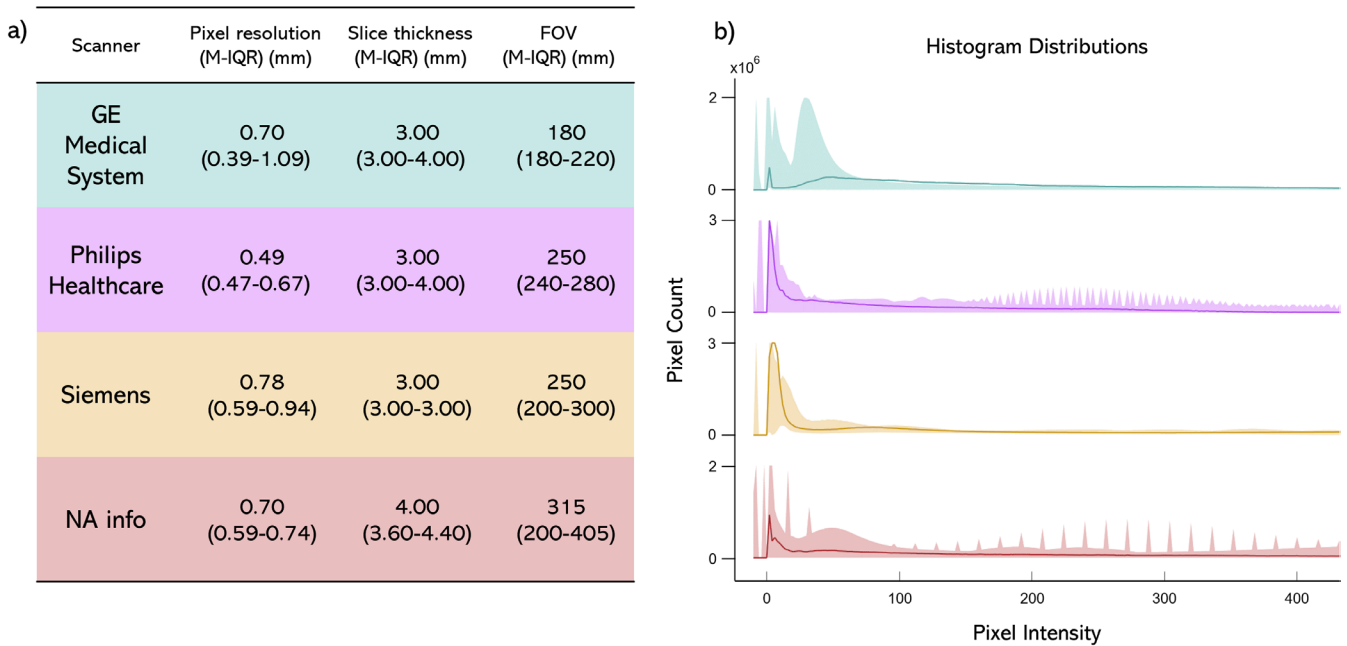 a)
Scanner
Pixel resolution
(M-IQR) (mm)
Slice thickness
(M-IQR) (mm)
FOV
(M-IQR) (mm)
GE
Medical
System
0.70
(0.39-1.09)
3.00
(3.00-4.00)
180
(180-220)
Philips
Healthcare
0.49
(0.47-0.67)
3.00
(3.00-4.00)
250
(240-280)
Siemens
0.78
(0.59-0.94)
3.00
(3.00-3.00)
250
(200-300)
NA info
0.70
(0.59-0.74)
4.00
(3.60-4.40)
315
(200-405)
b)
Histogram Distributions
x10⁶
2
0
3
0
3
0
2
0
Pixel Count
0
100
200
300
400
Pixel Intensity